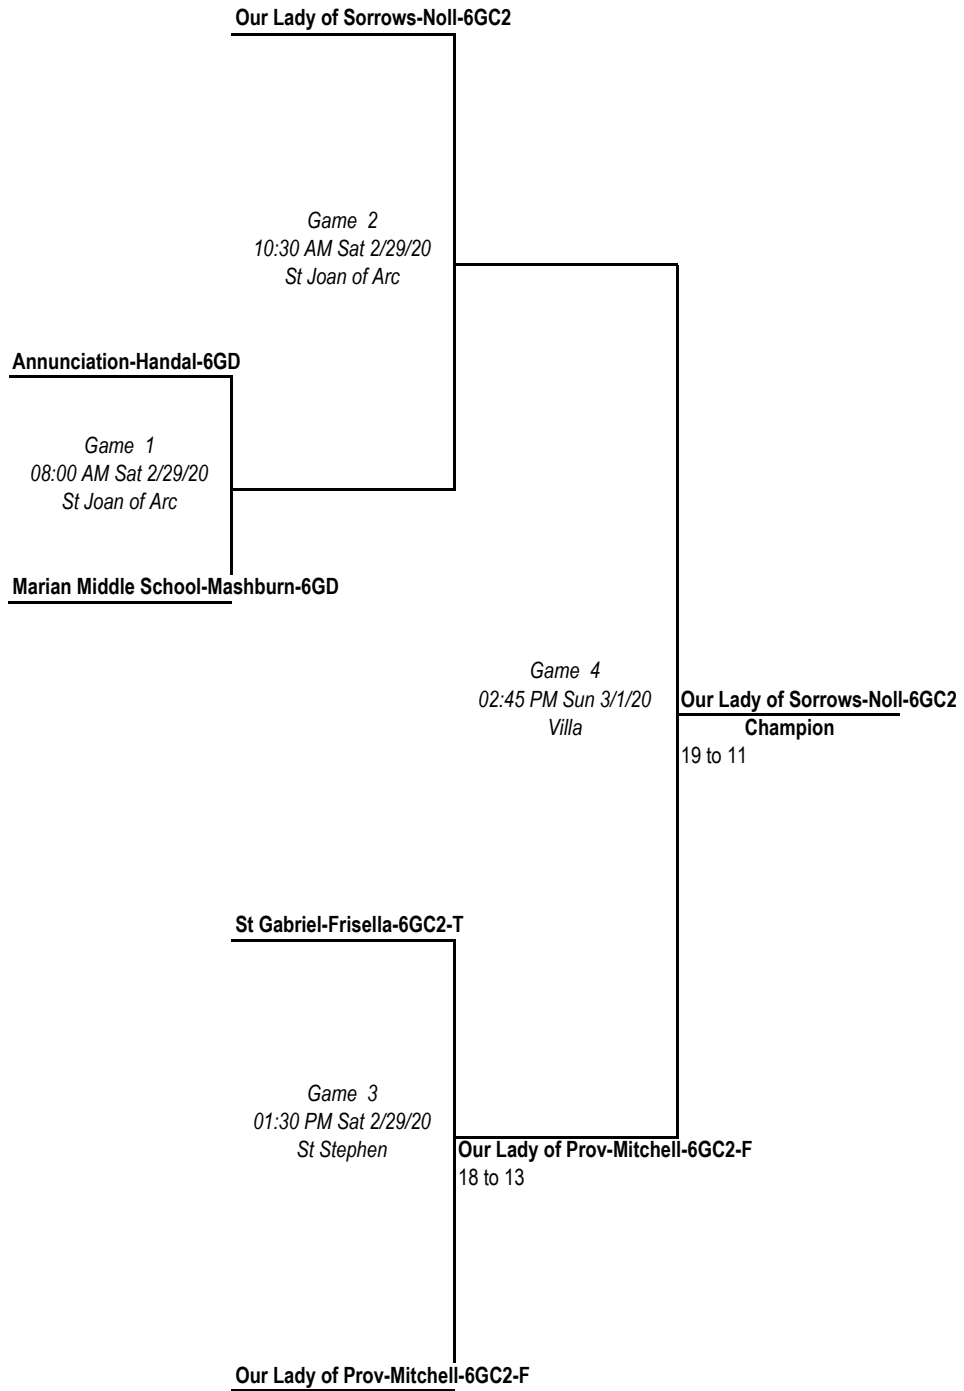 Our Lady of Sorrows-Noll-6GC2
Game 2
10:30 AM Sat 2/29/20
St Joan of Arc
Annunciation-Handal-6GD
Game 1
08:00 AM Sat 2/29/20
St Joan of Arc
Marian Middle School-Mashburn-6GD
Game 4
02:45 PM Sun 3/1/20
Villa
Our Lady of Sorrows-Noll-6GC2
Champion
19 to 11
St Gabriel-Frisella-6GC2-T
Game 3
01:30 PM Sat 2/29/20
St Stephen
Our Lady of Prov-Mitchell-6GC2-F
18 to 13
Our Lady of Prov-Mitchell-6GC2-F